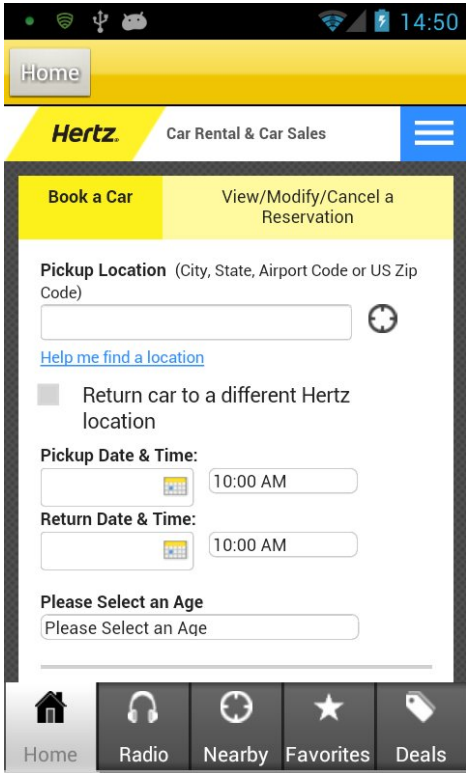 14:50
Home
Hertz. Car Rental & Car Sales
Book a Car
View/Modify/Cancel a
Reservation
Pickup Location (City, State, Airport Code or US Zip
Code)
Help me find a location
Return car to a different Hertz
location
Pickup Date & Time:
10:00 AM
Return Date & Time:
10:00 AM
Please Select an Age
Please Select an Age
Home Radio Nearby Favorites Deals